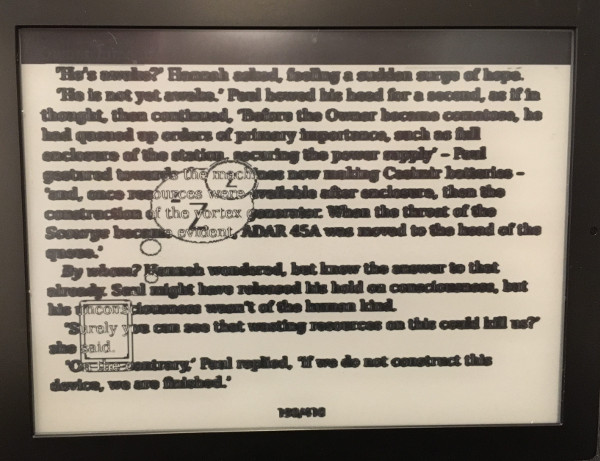 'He's awake?' Hannah asked, feeling a sudden surge of hope.
'He is not yet awake.' Paul bowed his head for a second, as if in
thought, then continued, 'Before the Owner became comatose, he
had queued up orders of primary importance, such as full
enclosure of the station, securing the power supply' – Paul
gestured towards the machines now making Casimir batteries –
'and, once resources were available after enclosure, then the
construction of the vortex generator. When the threat of the
Scourge became evident, ADAR 45A was moved to the head of the
queue.'
By whom? Hannah wondered, but knew the answer to that
already. Saul might have released his hold on consciousness, but
his unconsciousness wasn't of the human kind.
'Surely you can see that wasting resources on this could kill us?'
she said.
'On the contrary,' Paul replied, 'If we do not construct this
device, we are finished.'